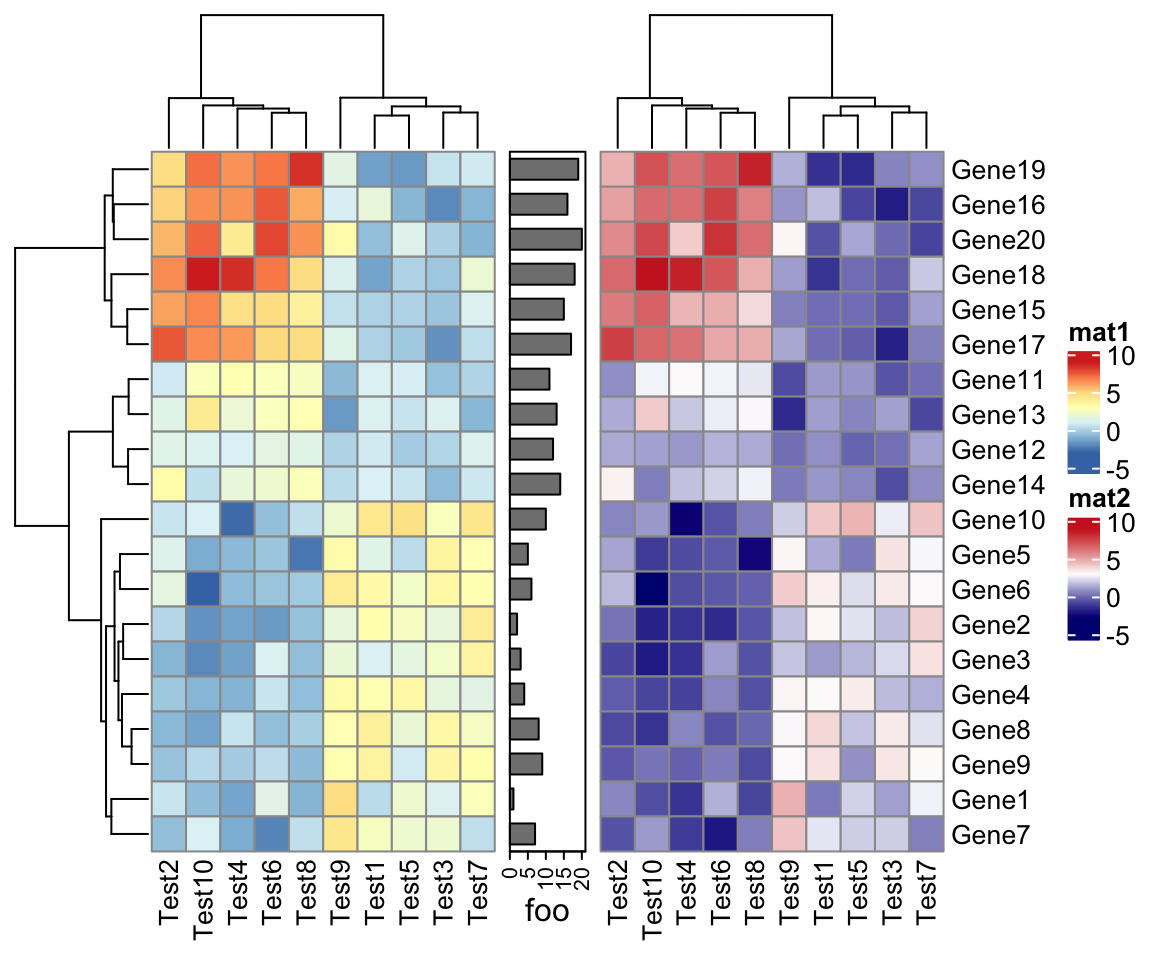 Gene19
Gene16
Gene20
Gene18
Gene15
Gene17
Gene11
Gene13
Gene12
Gene14
Gene10
Gene5
Gene6
Gene2
Gene3
Gene4
Gene8
Gene9
Gene1
Gene7
mat1
10
5
0
-5
mat2
10
5
0
-5
Test2
Test10
Test4
Test6
Test8
Test9
Test1
Test5
Test3
Test7
0
5
10
15
20
foo
Test2
Test10
Test4
Test6
Test8
Test9
Test1
Test5
Test3
Test7